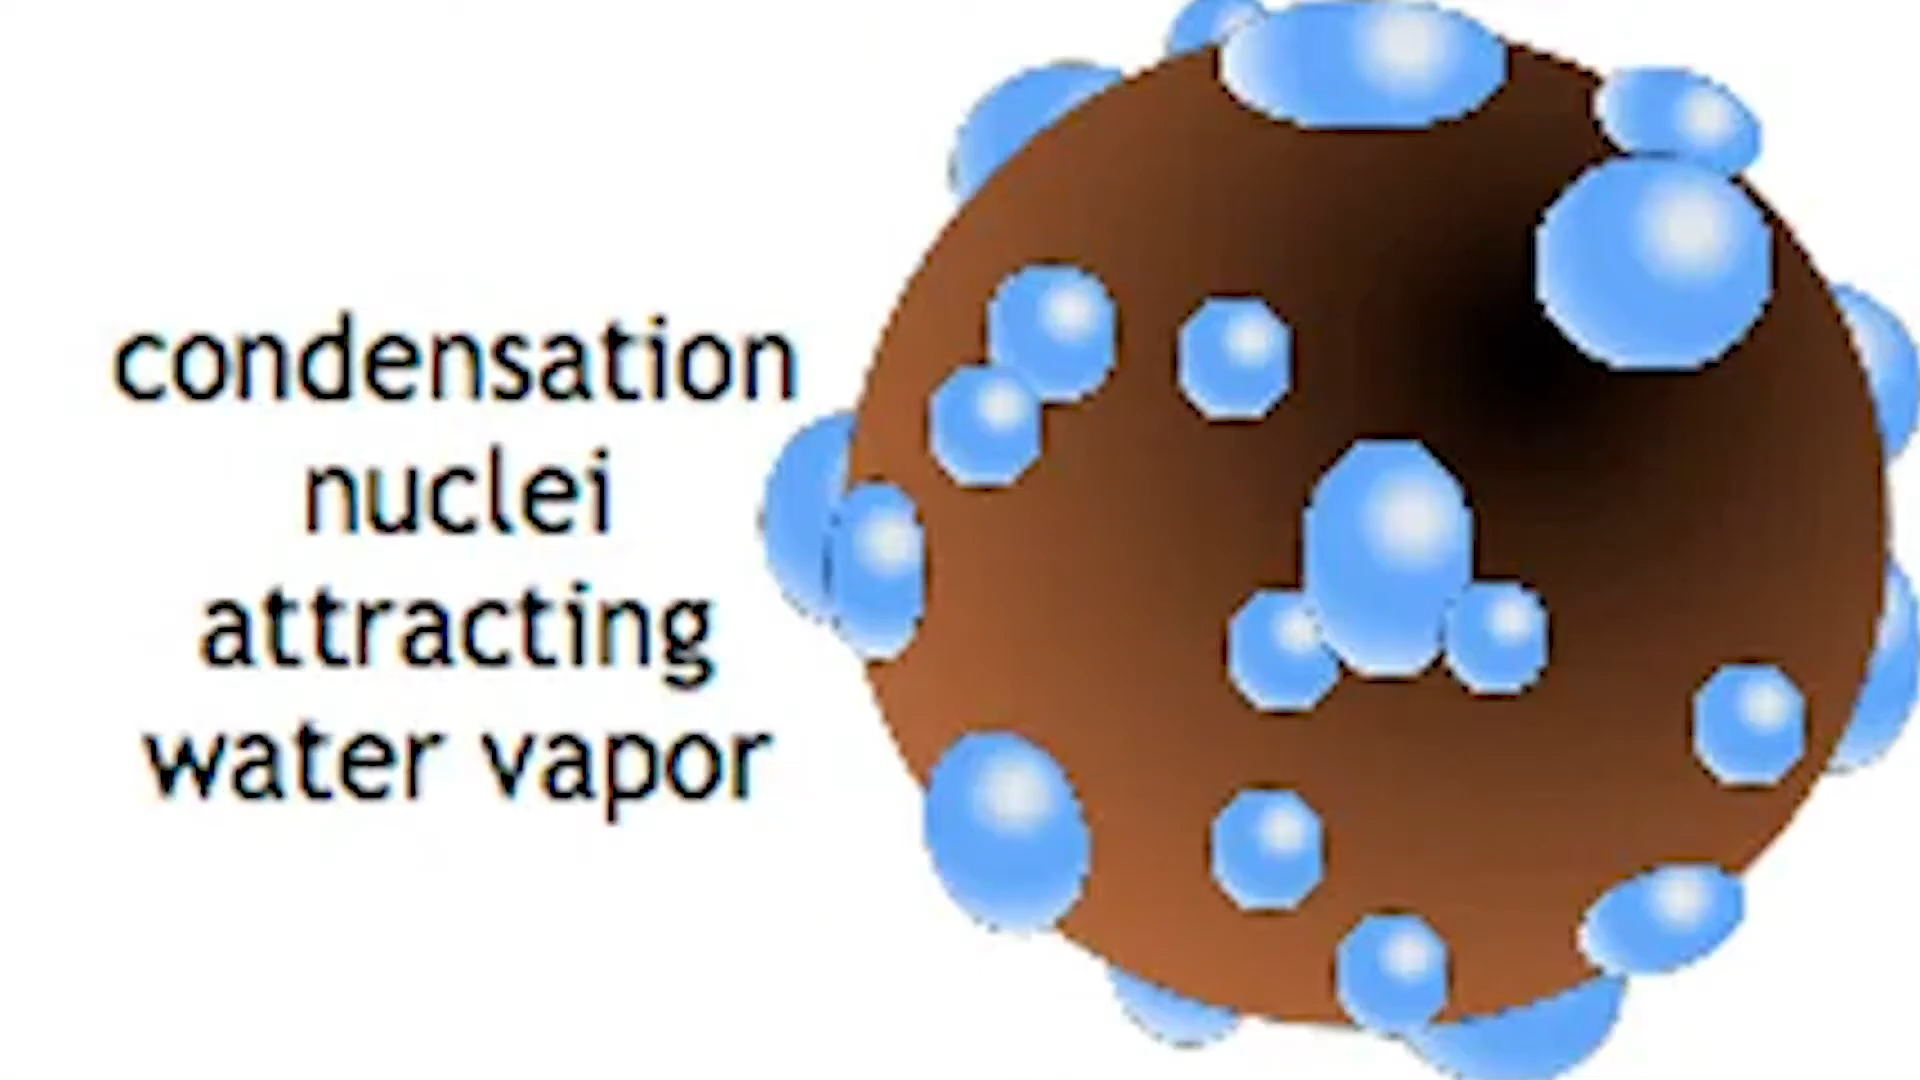 condensation
nuclei
attracting
water vapor